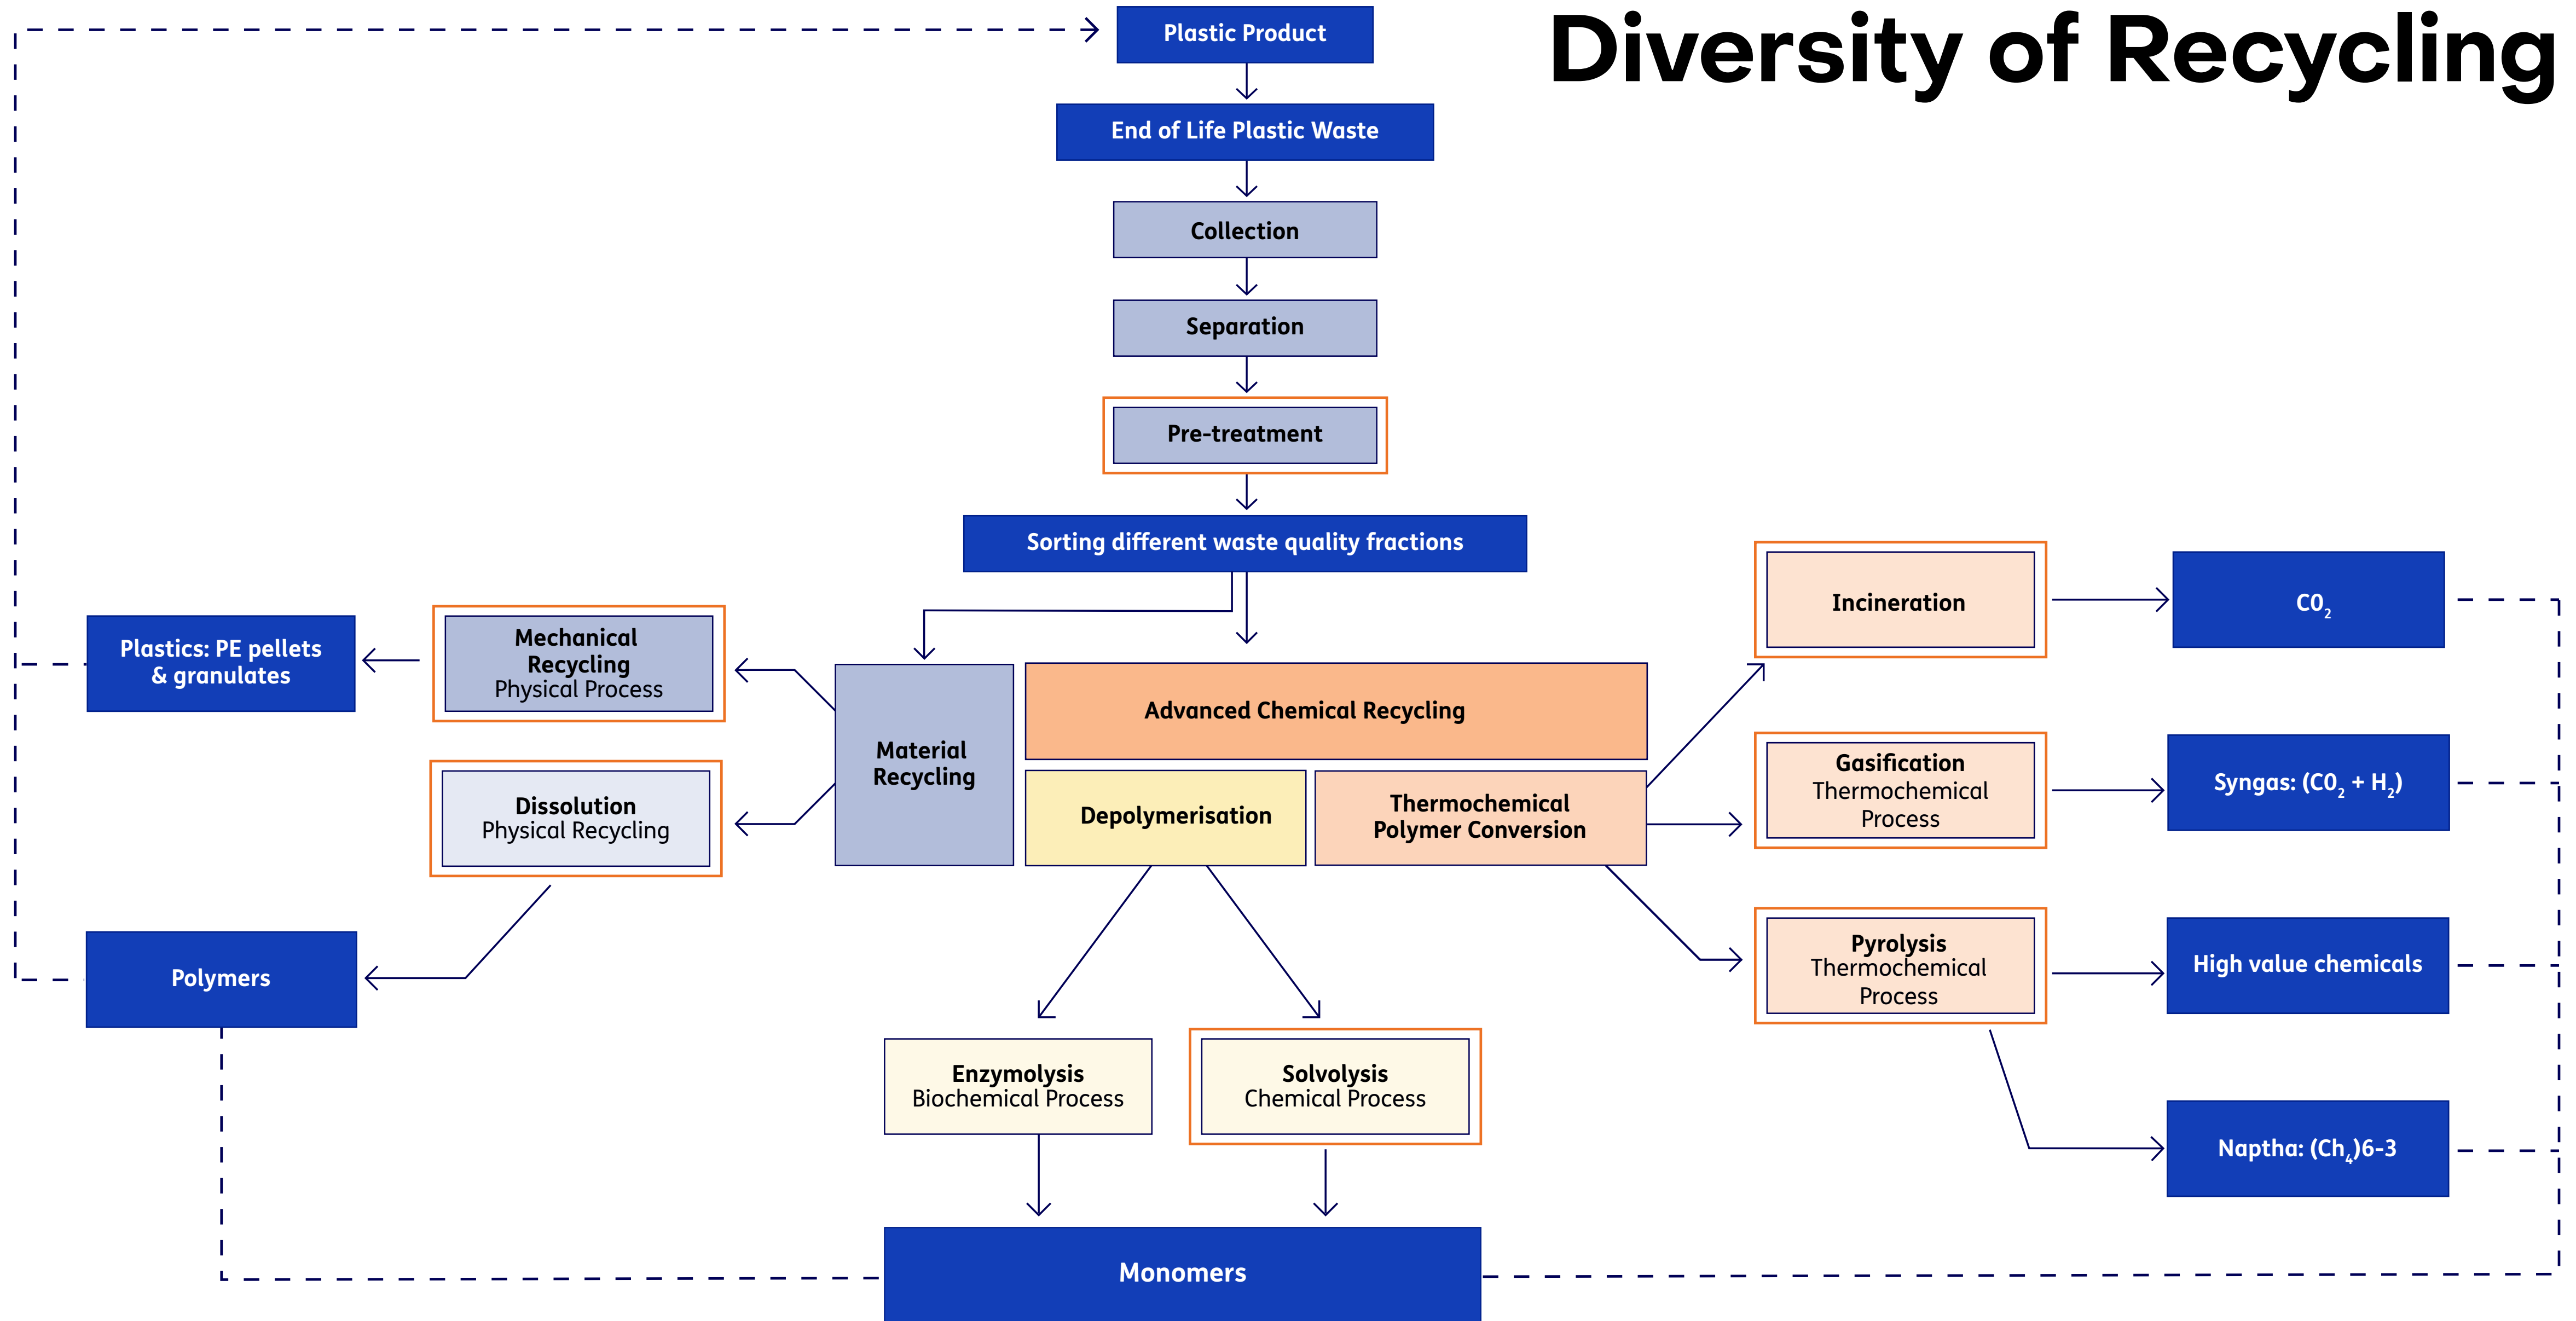 Diversity of Recycling
Plastic Product
End of Life Plastic Waste
Collection
Separation
Pre-treatment
Sorting different waste quality fractions
Plastics: PE pellets
& granulates
Mechanical
Recycling
Physical Process
Dissolution
Physical Recycling
Polymers
Material
Recycling
Advanced Chemical Recycling
Depolymerisation
Thermochemical
Polymer Conversion
Enzymolysis
Biochemical Process
Solvolysis
Chemical Process
Monomers
Incineration
C0₂
Gasification
Thermochemical
Process
Syngas: (C0₂ + H₂)
Pyrolysis
Thermochemical
Process
High value chemicals
Naptha: (Ch₄)6-3